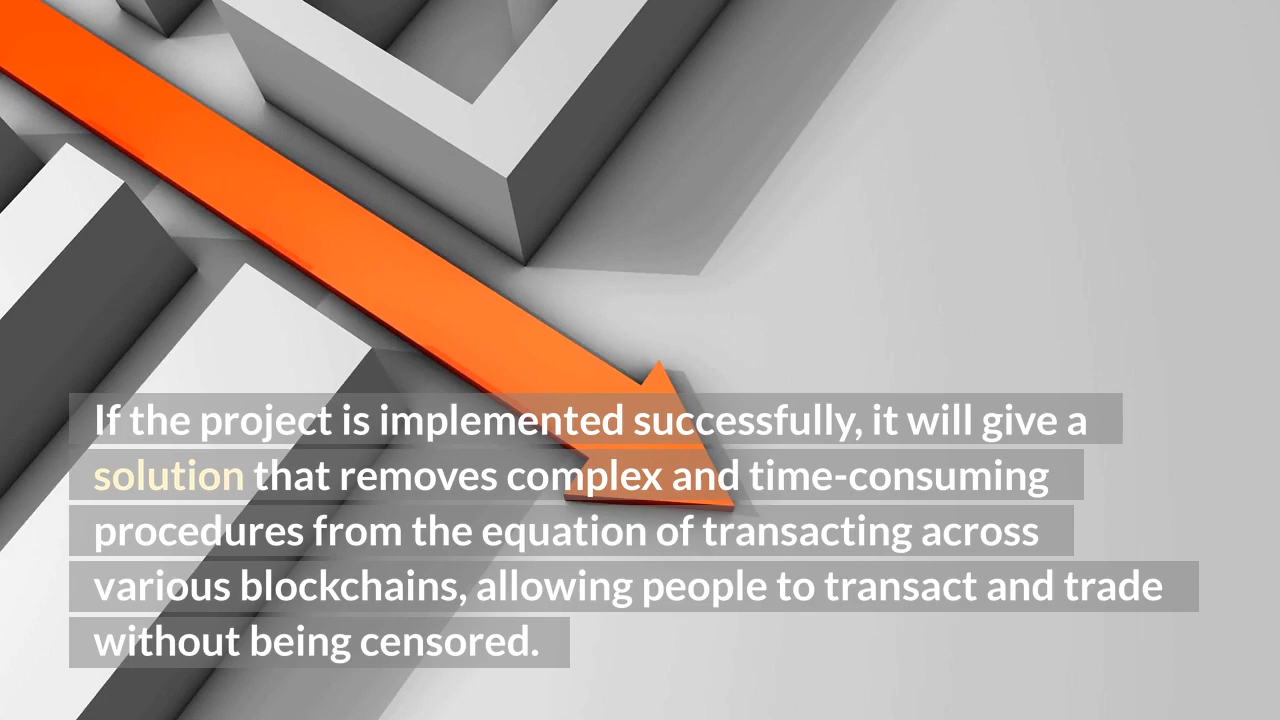 If the project is implemented successfully, it will give a
solution that removes complex and time-consuming
procedures from the equation of transacting across
various blockchains, allowing people to transact and trade
without being censored.